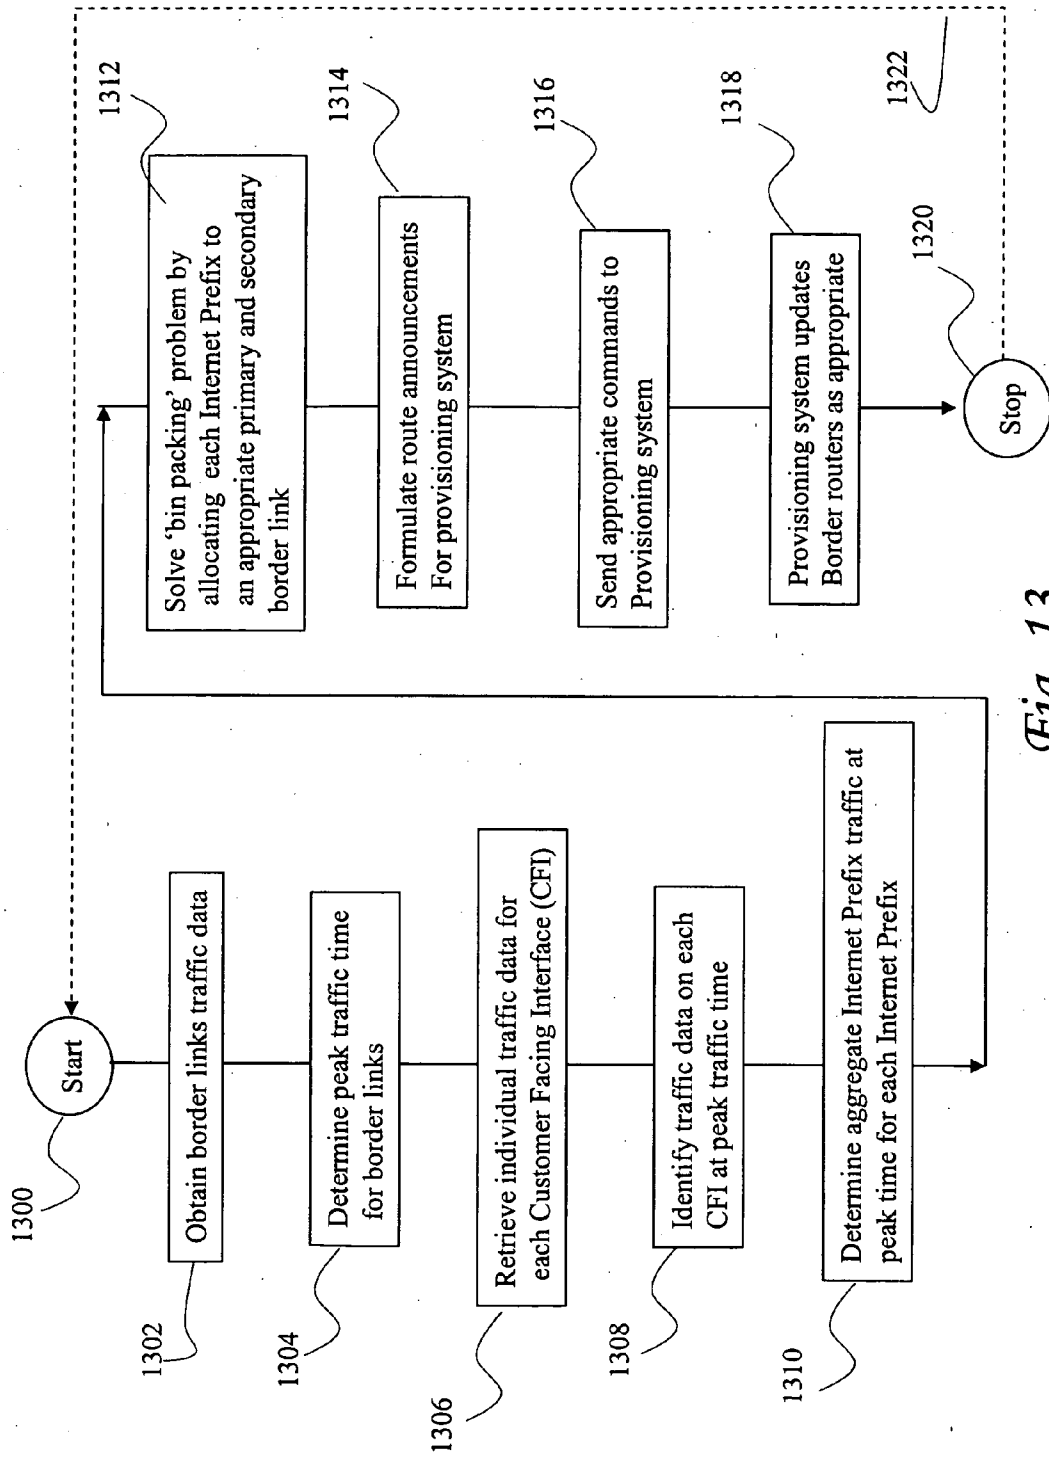 1300
Start
1302
Obtain border links traffic data
1304
Determine peak traffic time
for border links
1306
Retrieve individual traffic data for
each Customer Facing Interface (CFI)
1308
Identify traffic data on each
CFI at peak traffic time
1310
Determine aggregate Internet Prefix traffic at
peak time for each Internet Prefix
1312
Solve ‘bin packing’ problem by
allocating each Internet Prefix to
an appropriate primary and secondary
border link
1314
Formulate route announcements
For provisioning system
1316
Send appropriate commands to
Provisioning system
1318
Provisioning system updates
Border routers as appropriate
1320
Stop
1322
Fig. 13